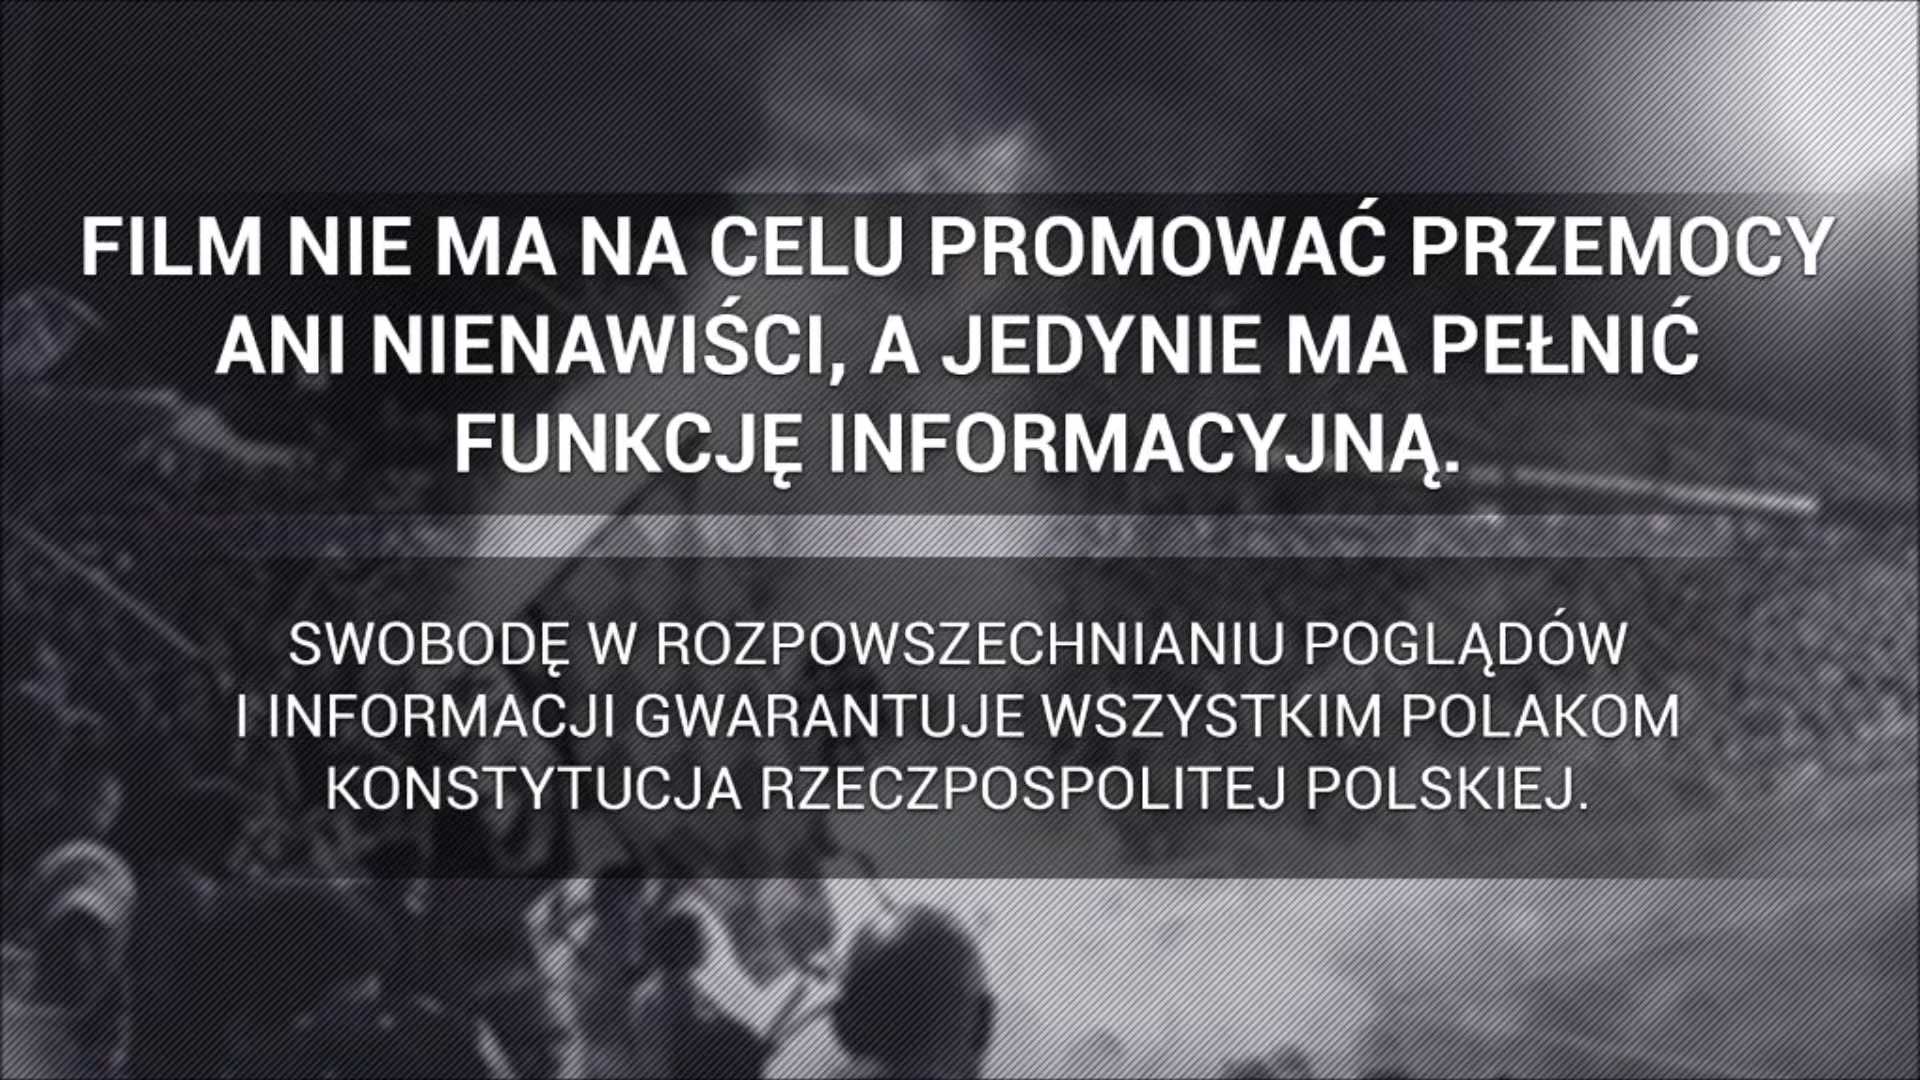 FILM NIE MA NA CELU PROMOWAĆ PRZEMOCY
ANI NIENAWIŚCI, A JEDYNIE MA PEŁNIĆ
FUNKCJĘ INFORMACYJNĄ.
SWOBODĘ W ROZPOWSZECHNIANIU POGLĄDÓW
I INFORMACJI GWARANTUJE WSZYSTKIM POLAKOM
KONSTYTUCJA RZECZPOSPOLITEJ POLSKIEJ.